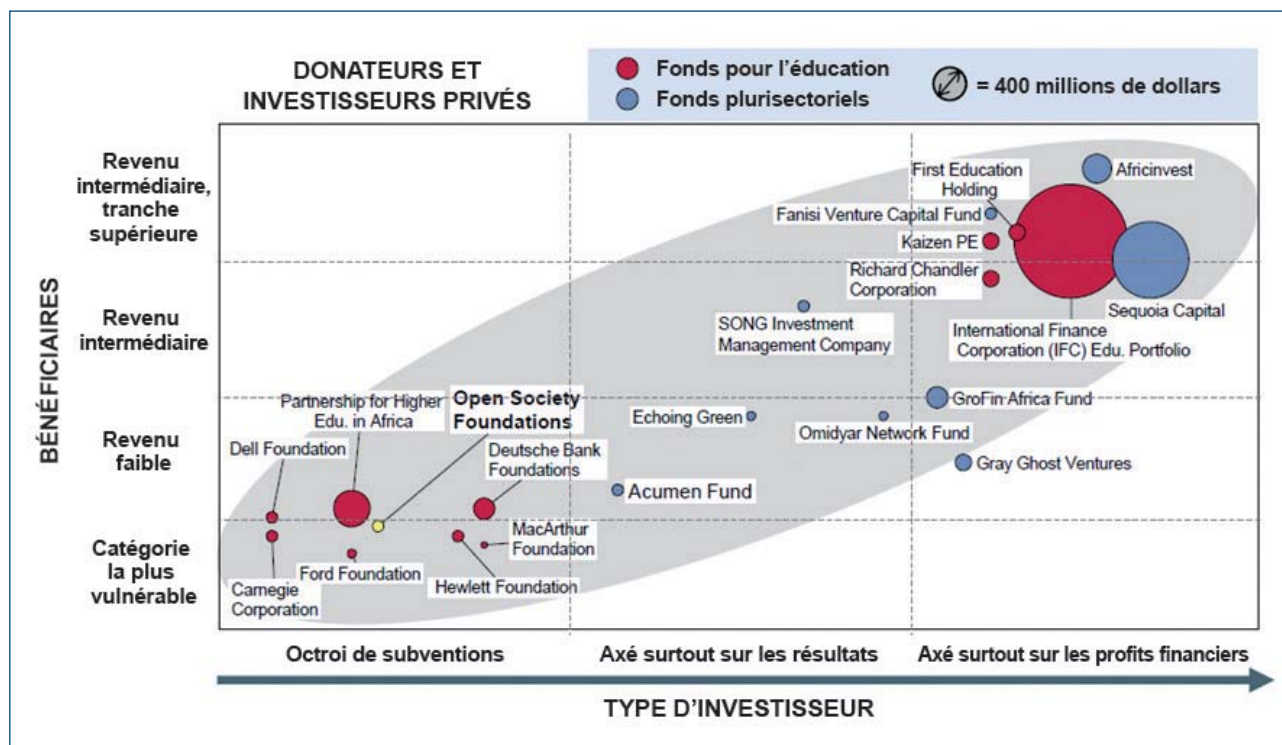 DONATEURS ET
INVESTISSEURS PRIVÉS
Fonds pour l'éducation
Fonds plurisectoriels
= 400 millions de dollars
BÉNÉFICIAIRES
Revenu
intermédiaire,
tranche
supérieure
Revenu
intermédiaire
Revenu
faible
Catégorie
la plus
vulnérable
First Education
Holding
Africinvest
Fanisi Venture Capital Fund
Kaizen PE
Richard Chandler
Corporation
Sequoia Capital
SONG Investment
Management Company
International Finance
Corporation (IFC) Edu. Portfolio
Partnership for Higher
Edu. in Africa
Open Society
Foundations
Echoing Green
GroFin Africa Fund
Omidyar Network Fund
Dell Foundation
Deutsche Bank
Foundations
Gray Ghost Ventures
Acumen Fund
MacArthur
Foundation
Ford Foundation
Hewlett Foundation
Carnegie
Corporation
Octroi de subventions
Axé surtout sur les résultats
Axé surtout sur les profits financiers
TYPE D'INVESTISSEUR